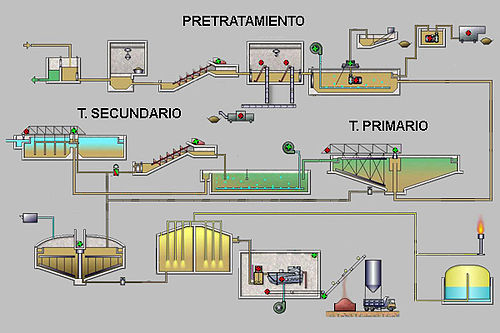 PRETRATAMIENTO
T. SECUNDARIO
T. PRIMARIO